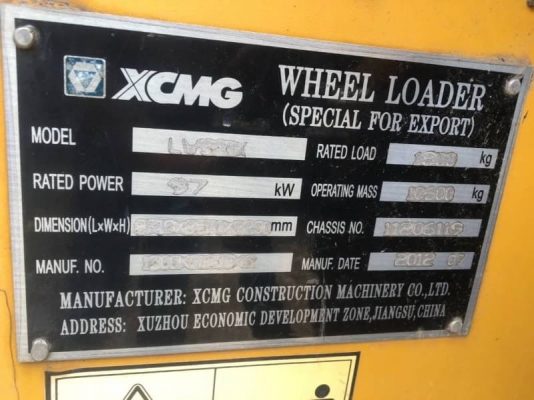 XCMG WHEEL LOADER
(SPECIAL FOR EXPORT)
MODEL RATED LOAD kg
RATED POWER 97 kW OPERATING MASS 10600 kg
DIMENSION(L×W×H) mm CHASSIS NO.
MANUF. NO. MANUF. DATE 2012 07
MANUFACTURER: XCMG CONSTRUCTION MACHINERY CO.,LTD.
ADDRESS: XUZHOU ECONOMIC DEVELOPMENT ZONE,JIANGSU,CHINA